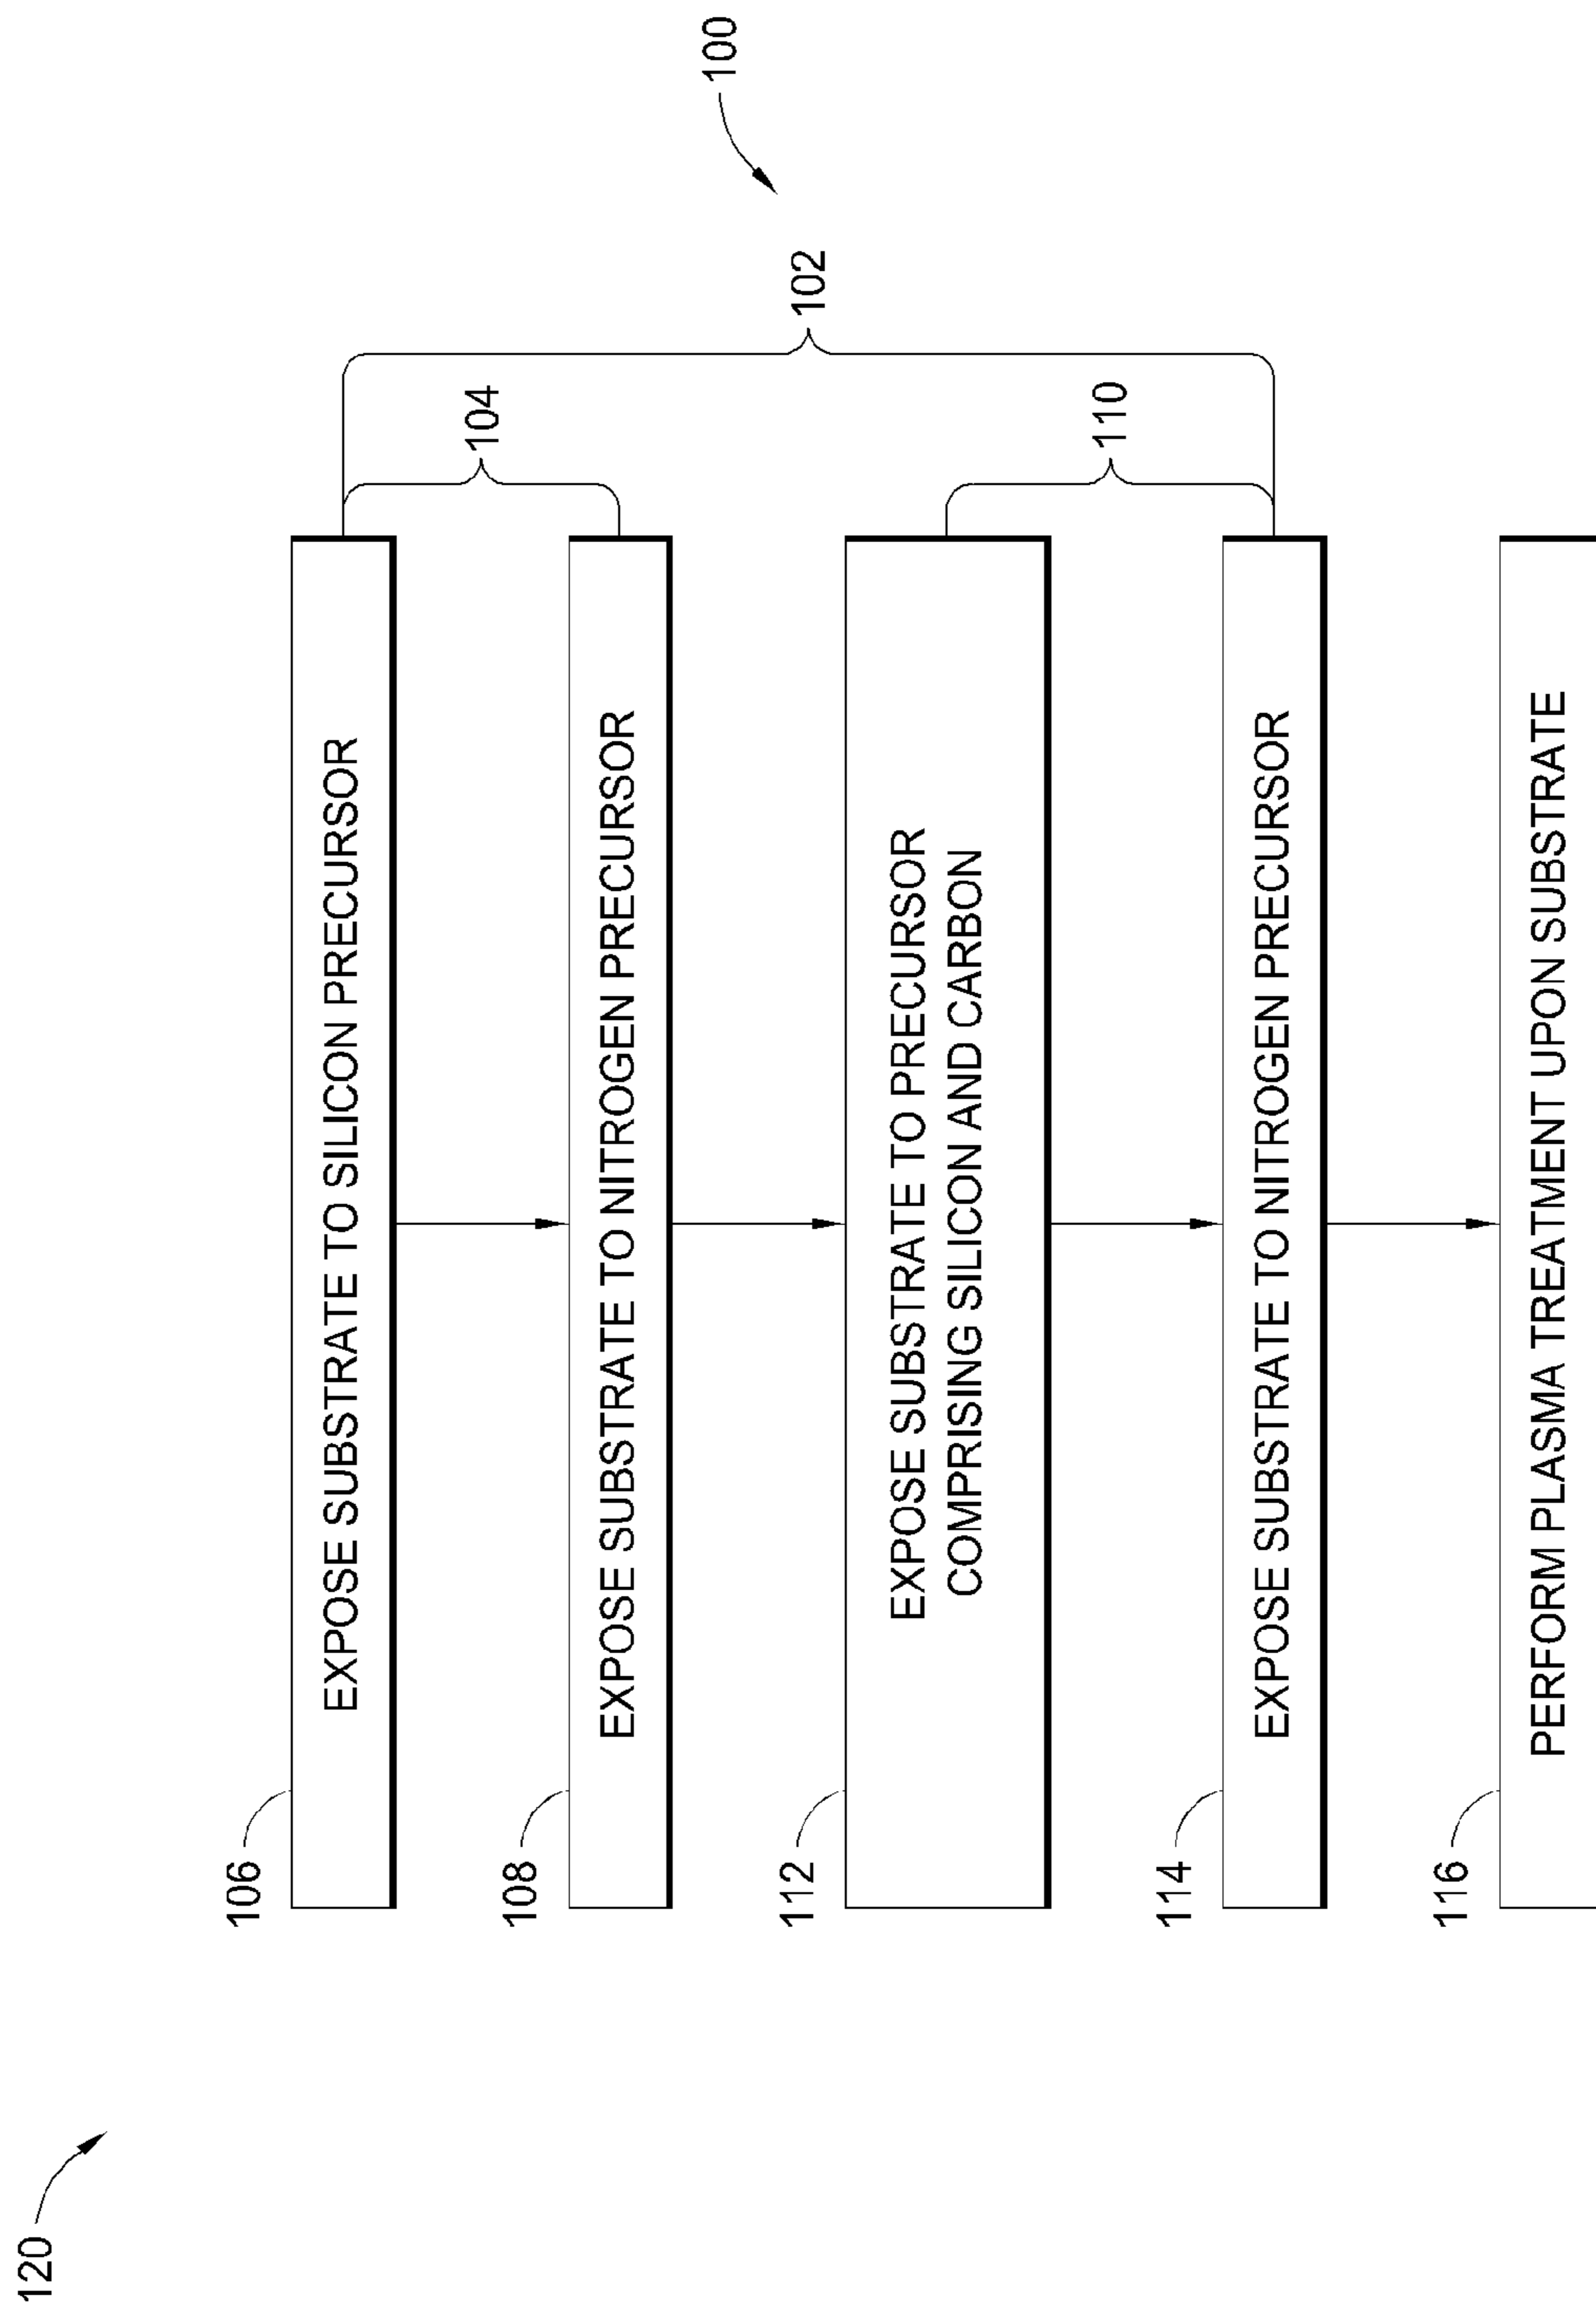 120
100
106
EXPOSE SUBSTRATE TO SILICON PRECURSOR
104
108
EXPOSE SUBSTRATE TO NITROGEN PRECURSOR
102
112
EXPOSE SUBSTRATE TO PRECURSOR
COMPRISING SILICON AND CARBON
110
114
EXPOSE SUBSTRATE TO NITROGEN PRECURSOR
116
PERFORM PLASMA TREATMENT UPON SUBSTRATE